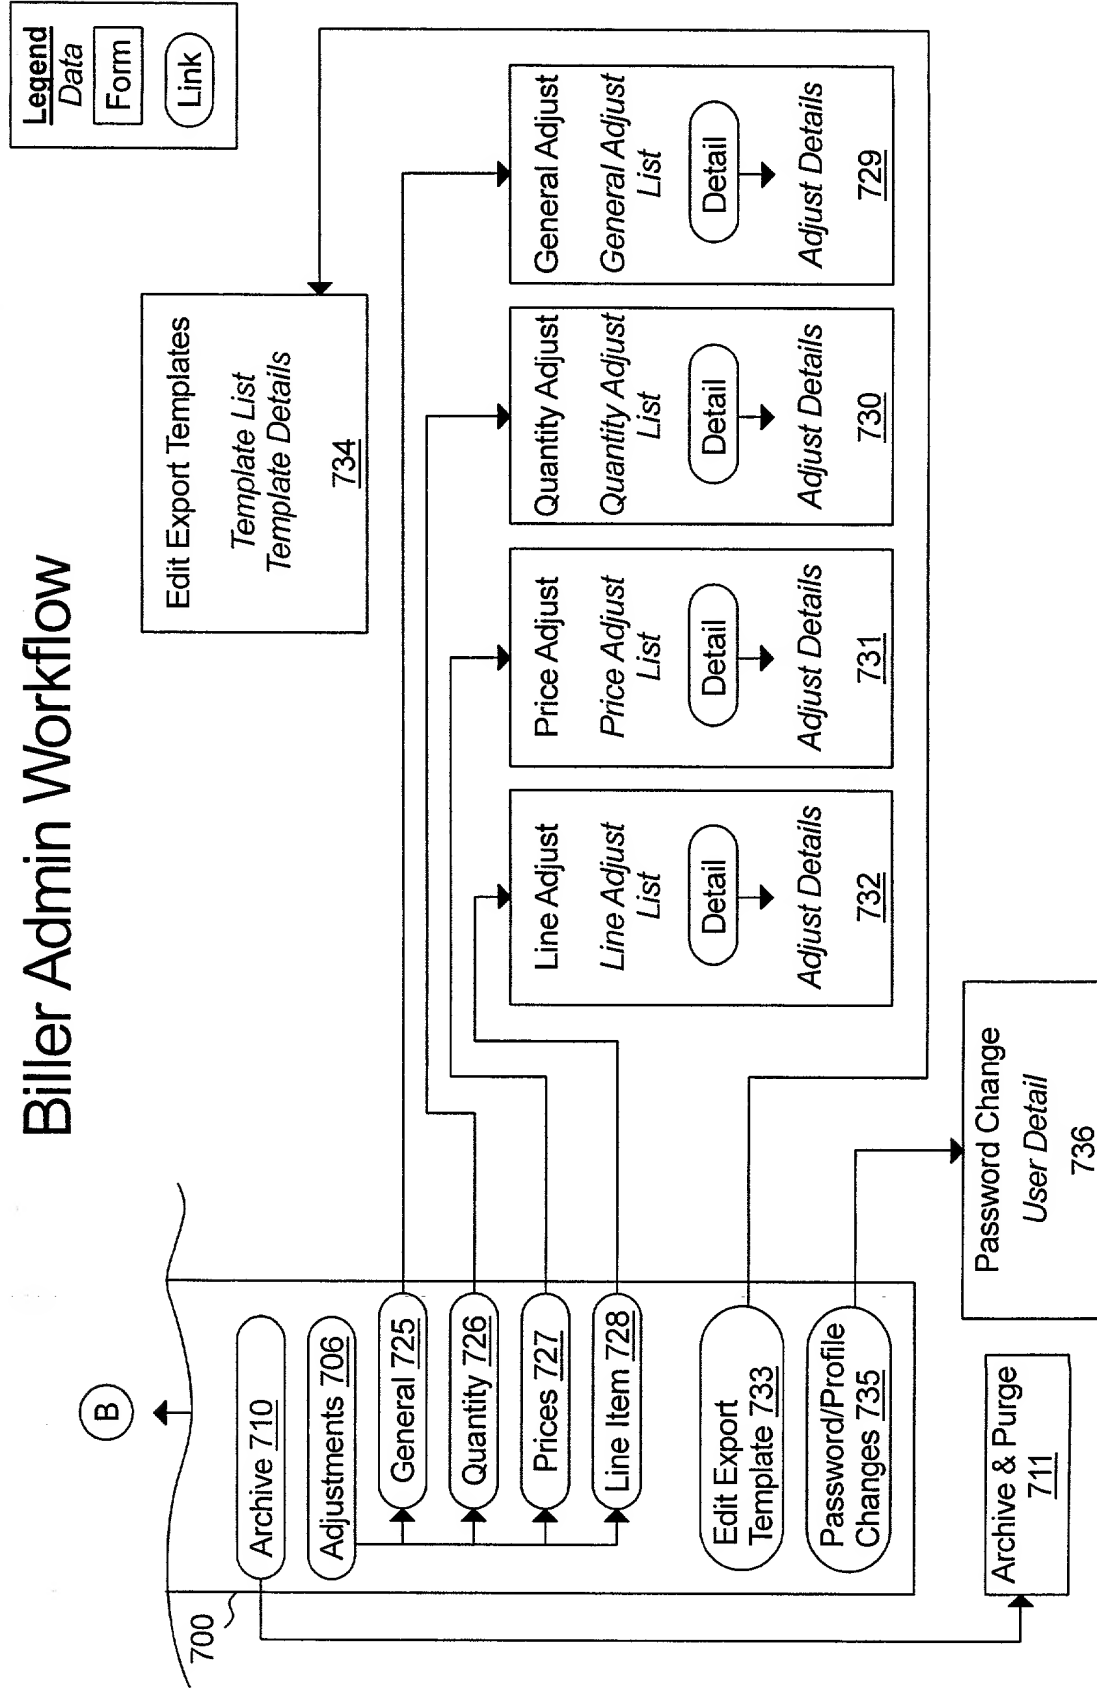 Biller Admin Workflow
Legend
Data
Form
Link
B
700
Archive 710
Adjustments 706
General 725
Quantity 726
Prices 727
Line Item 728
Edit Export
Template 733
Password/Profile
Changes 735
Archive & Purge
711
Password Change
User Detail
736
Edit Export Templates
Template List
Template Details
734
Line Adjust
Line Adjust
List
Detail
Adjust Details
732
Price Adjust
Price Adjust
List
Detail
Adjust Details
731
Quantity Adjust
Quantity Adjust
List
Detail
Adjust Details
730
General Adjust
General Adjust
List
Detail
Adjust Details
729